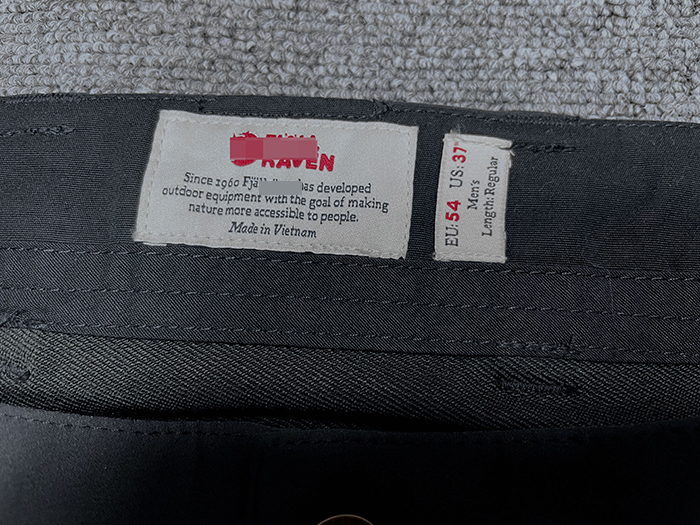 RAVEN
Since 1960 has developed
outdoor equipment with the goal of making
nature more accessible to people.
Made in Vietnam
EU:54 US:37"
Men's
Length: Regular